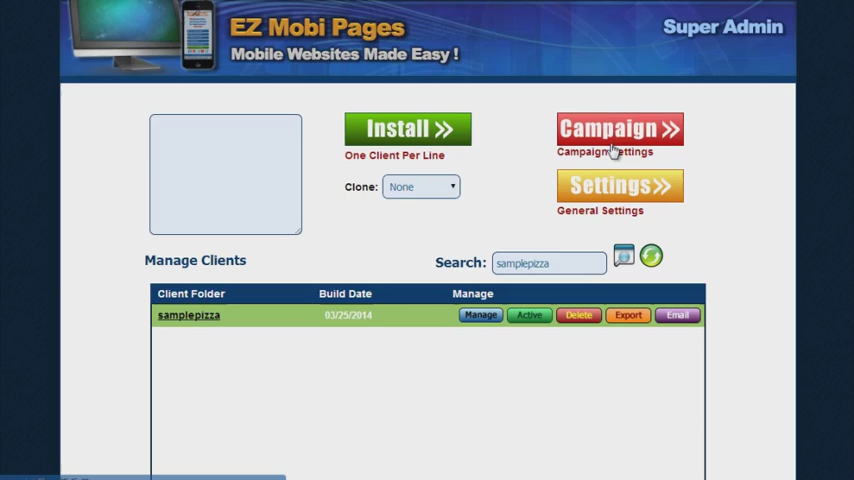 EZ Mobi Pages
Super Admin
Mobile Websites Made Easy !
Install >>
Campaign >>
One Client Per Line
Campaign Settings
Clone: None
Settings>>
General Settings
Manage Clients
Search: samplepizza
Client Folder Build Date Manage
samplepizza 03/25/2014 Manage Active Delete Export Email